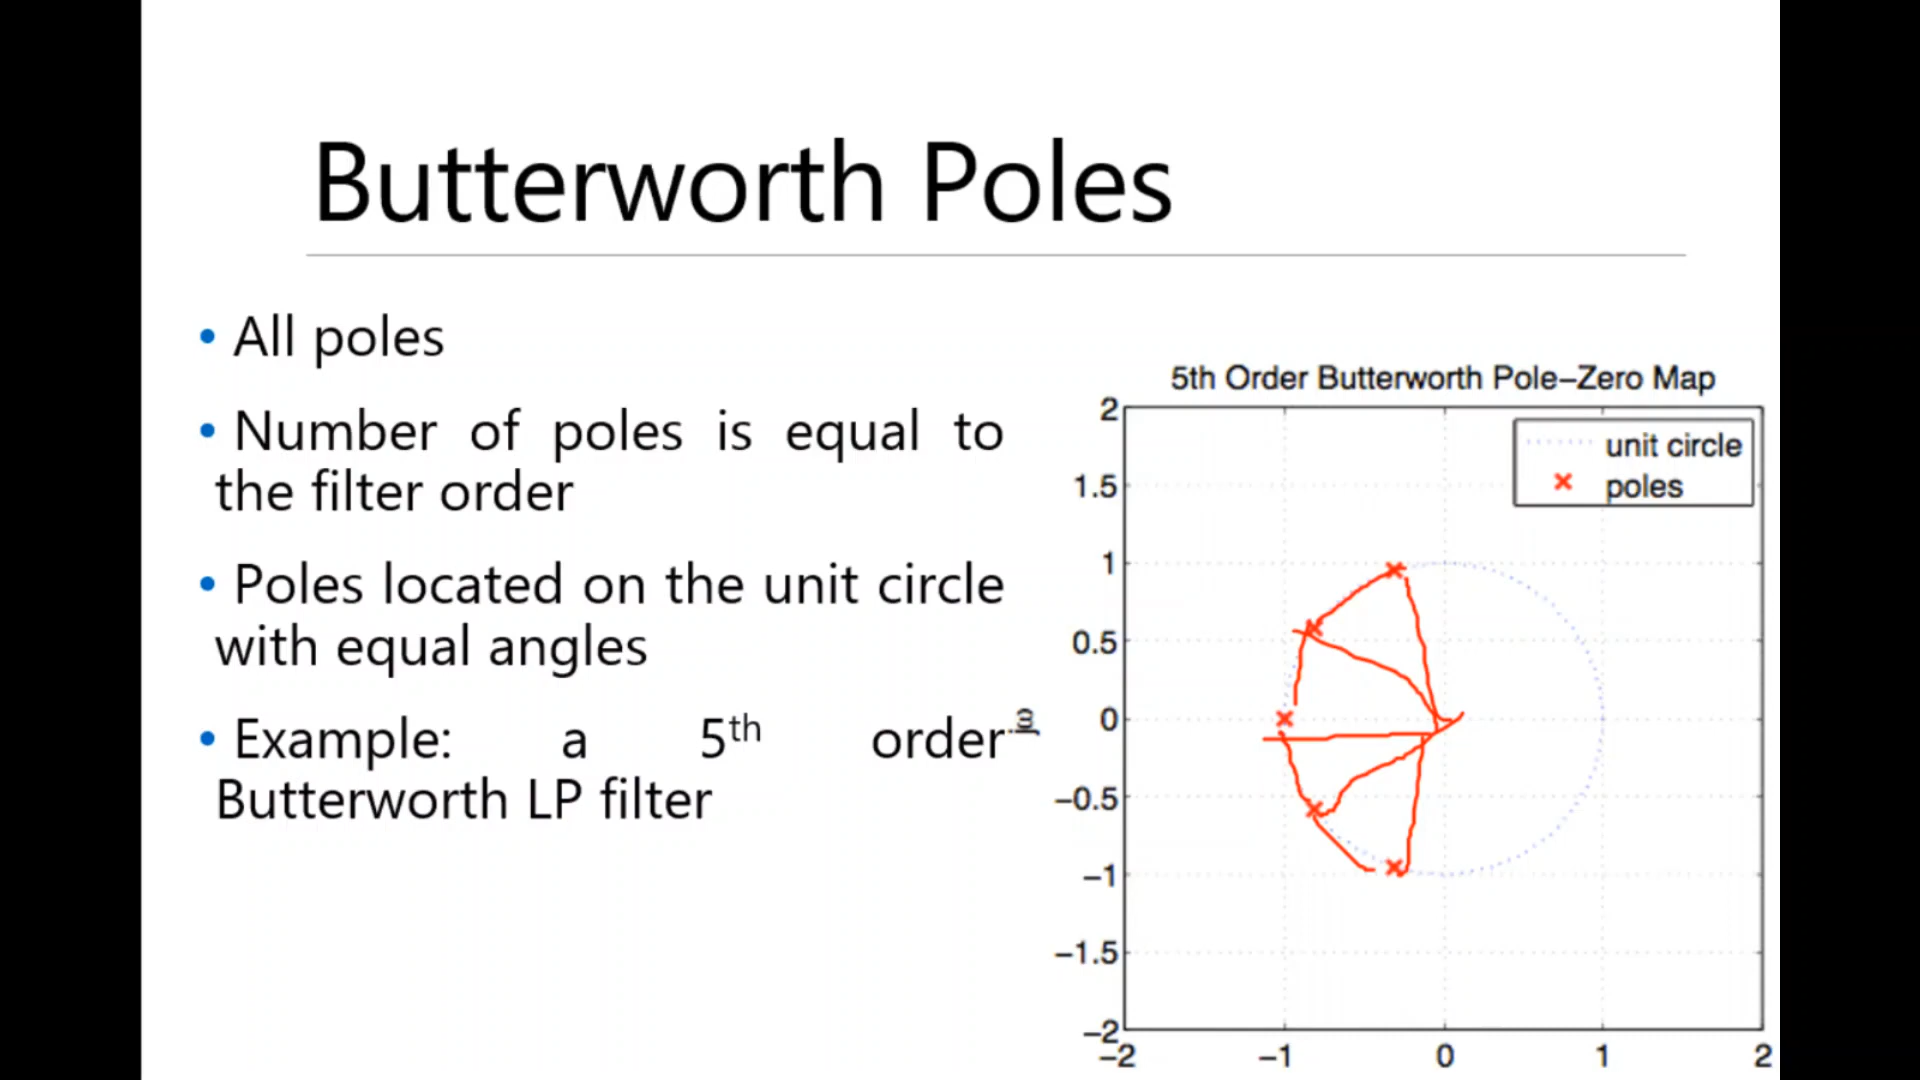 Butterworth Poles
• All poles
• Number of poles is equal to
the filter order
• Poles located on the unit circle
with equal angles
• Example: a 5th order
Butterworth LP filter
5th Order Butterworth Pole–Zero Map
unit circle
poles
jω
2
1.5
1
0.5
0
−0.5
−1
−1.5
−2
−2 −1 0 1 2